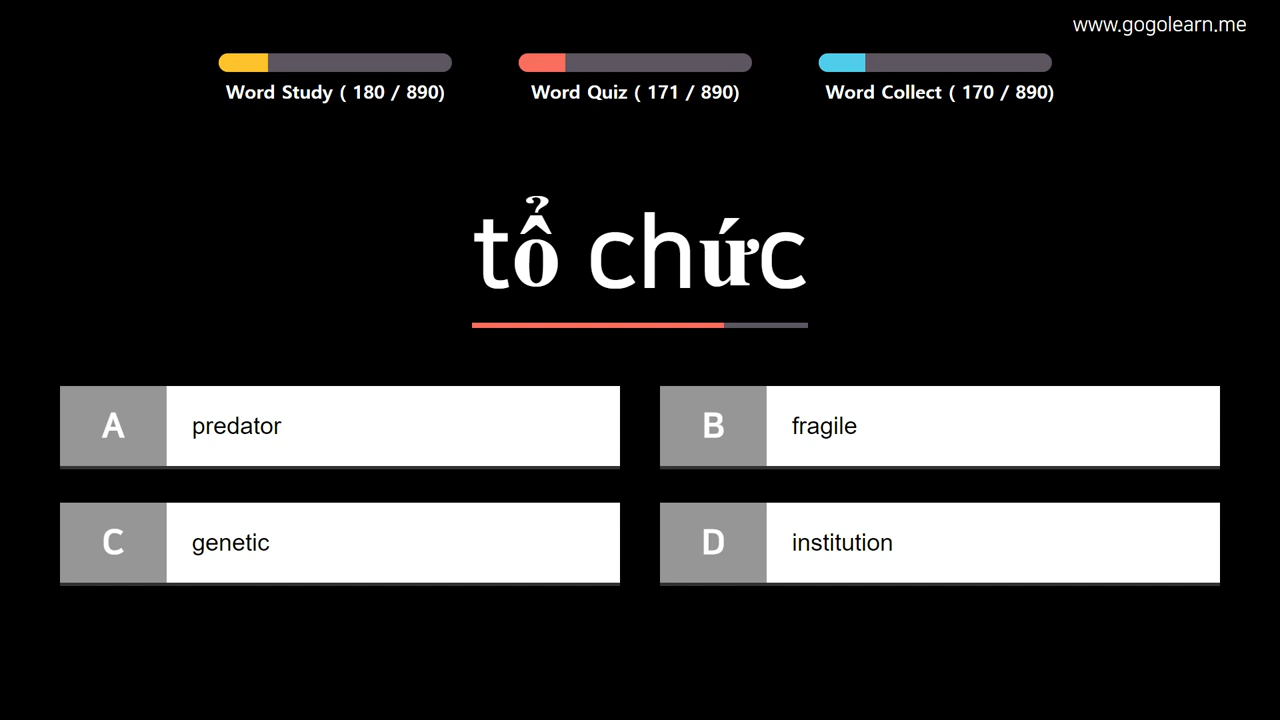 www.gogolearn.me
Word Study ( 180 / 890)
Word Quiz ( 171 / 890)
Word Collect ( 170 / 890)
tổ chức
A predator
B fragile
C genetic
D institution